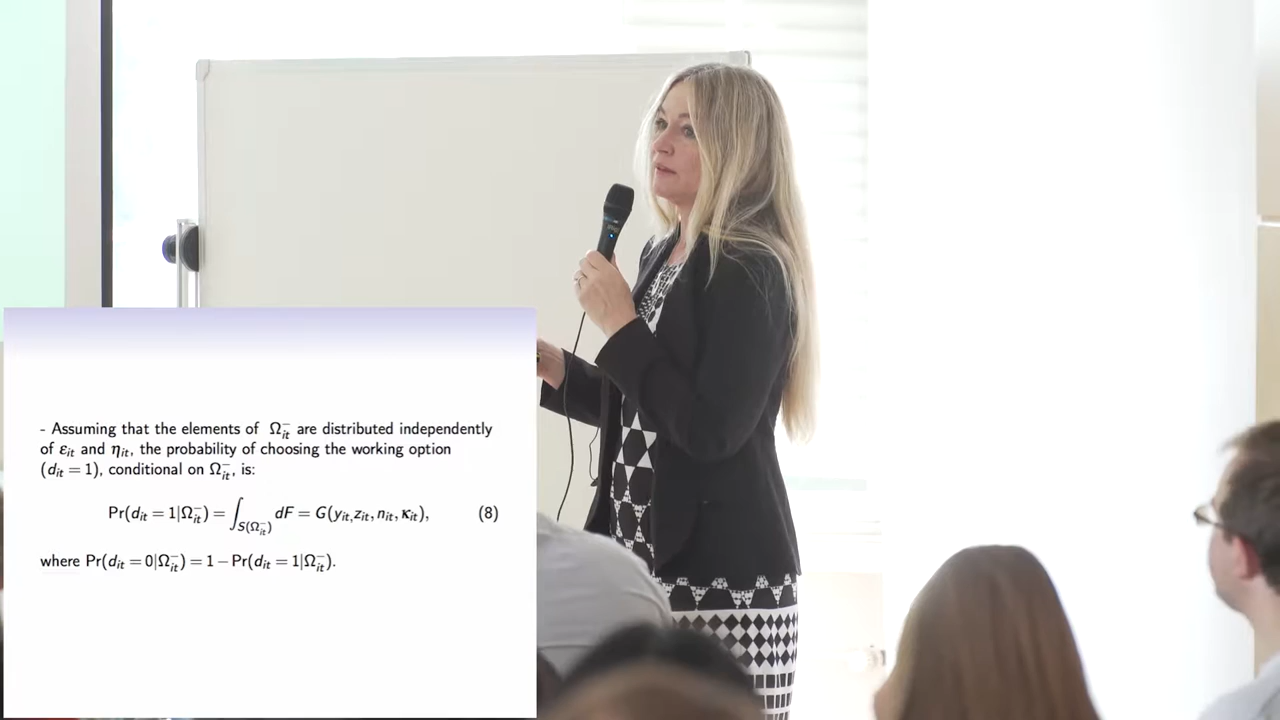 - Assuming that the elements of Ω⁻ᵢₜ are distributed independently
of εᵢₜ and ηᵢₜ, the probability of choosing the working option
(dᵢₜ = 1), conditional on Ω⁻ᵢₜ, is:
Pr(dᵢₜ = 1|Ω⁻ᵢₜ) = ∫_S(Ω⁻ᵢₜ) dF = G(yᵢₜ,zᵢₜ, nᵢₜ, κᵢₜ), (8)
where Pr(dᵢₜ = 0|Ω⁻ᵢₜ) = 1 − Pr(dᵢₜ = 1|Ω⁻ᵢₜ).